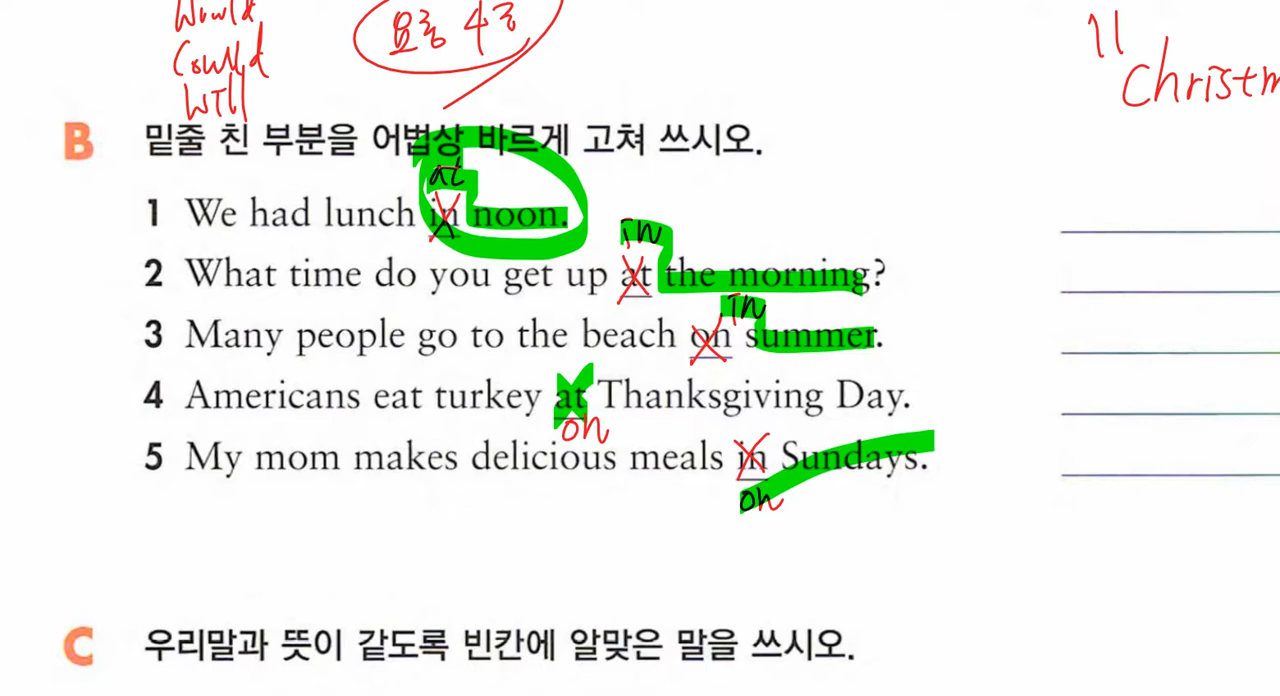 would
요긍 4긍
could
will
11
Christm
B 밑줄 친 부분을 어법상 바르게 고쳐 쓰시오.
at
1 We had lunch in noon.
in
2 What time do you get up at the morning?
in
3 Many people go to the beach on summer.
4 Americans eat turkey at Thanksgiving Day.
on
5 My mom makes delicious meals in Sundays.
on
C 우리말과 뜻이 같도록 빈칸에 알맞은 말을 쓰시오.